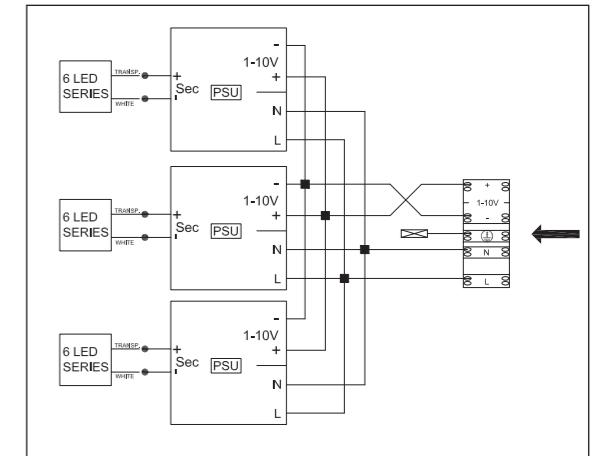 -
1-10V
+
6 LED
SERIES
TRANSP.
WHITE
+
-
Sec
PSU
N
L
-
1-10V
+
6 LED
SERIES
TRANSP.
WHITE
+
-
Sec
PSU
N
L
+
1-10V
-
N
L
-
1-10V
+
6 LED
SERIES
TRANSP.
WHITE
+
-
Sec
PSU
N
L